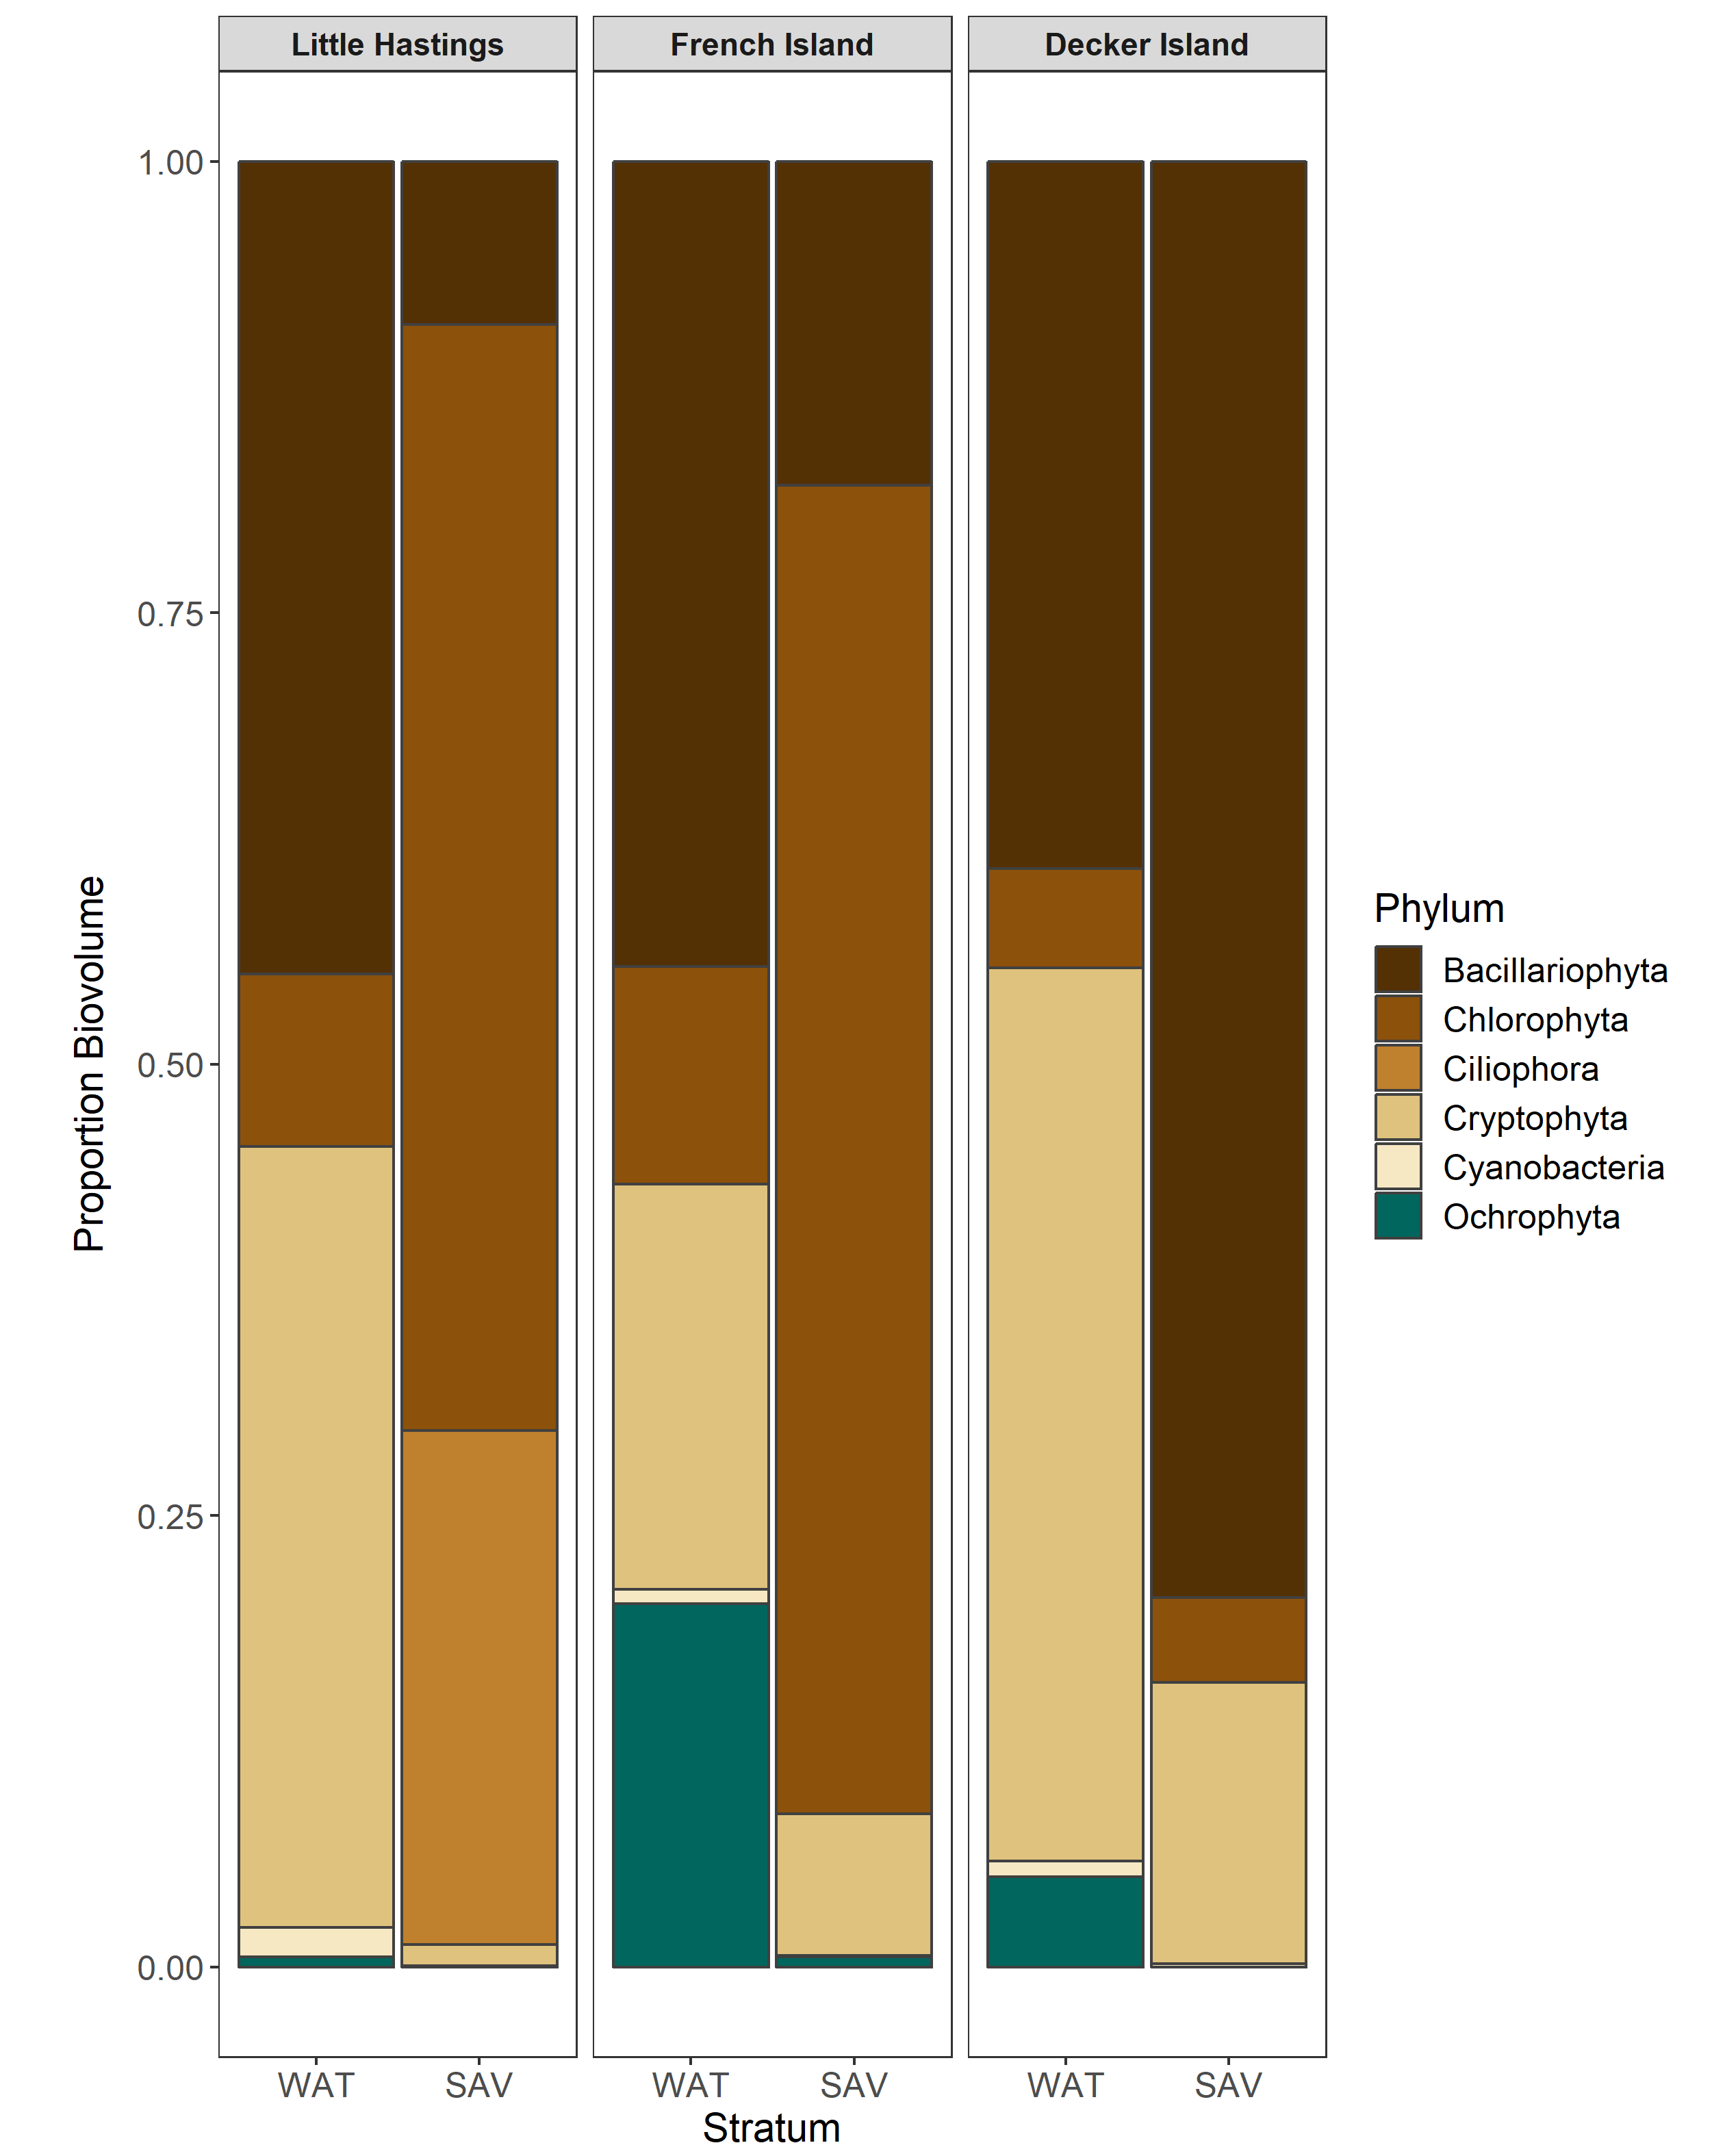 Little Hastings
French Island
Decker Island
1.00
0.75
0.50
0.25
0.00
Proportion Biovolume
WAT SAV WAT SAV WAT SAV
Stratum
Phylum
Bacillariophyta
Chlorophyta
Ciliophora
Cryptophyta
Cyanobacteria
Ochrophyta